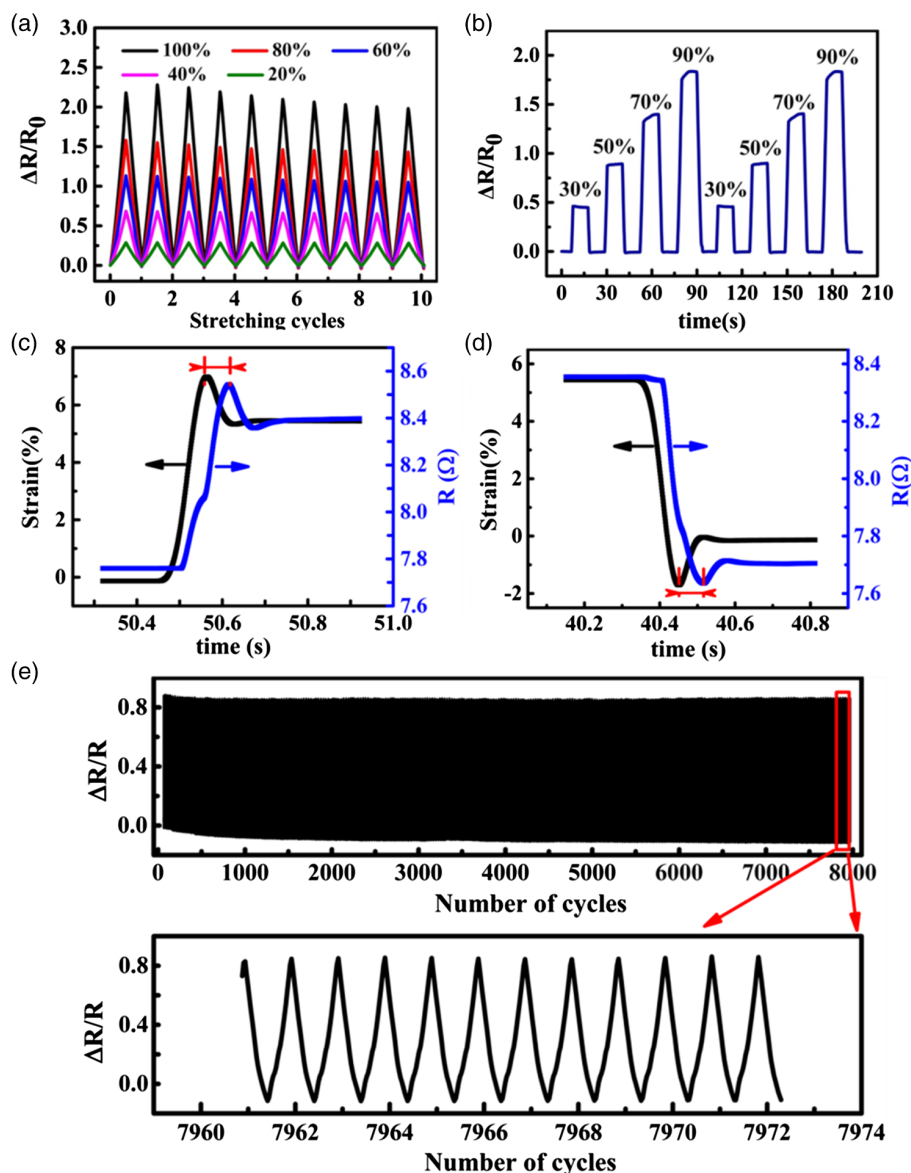 (a)
3.0
2.5
2.0
1.5
1.0
0.5
0.0
ΔR/R0
100% 80% 60%
40% 20%
0 2 4 6 8 10
Stretching cycles
(b)
2.0
1.5
1.0
0.5
0.0
ΔR/R0
30% 50% 70% 90% 30% 50% 70% 90%
0 30 60 90 120 150 180 210
time(s)
(c)
8
6
4
2
0
Strain(%)
8.6
8.4
8.2
8.0
7.8
7.6
R (Ω)
50.4 50.6 50.8 51.0
time (s)
(d)
6
4
2
0
-2
Strain(%)
8.4
8.2
8.0
7.8
7.6
R(Ω)
40.2 40.4 40.6 40.8
time (s)
(e)
0.8
0.4
0.0
ΔR/R
0 1000 2000 3000 4000 5000 6000 7000 8000
Number of cycles
0.8
0.4
0.0
ΔR/R
7960 7962 7964 7966 7968 7970 7972 7974
Number of cycles